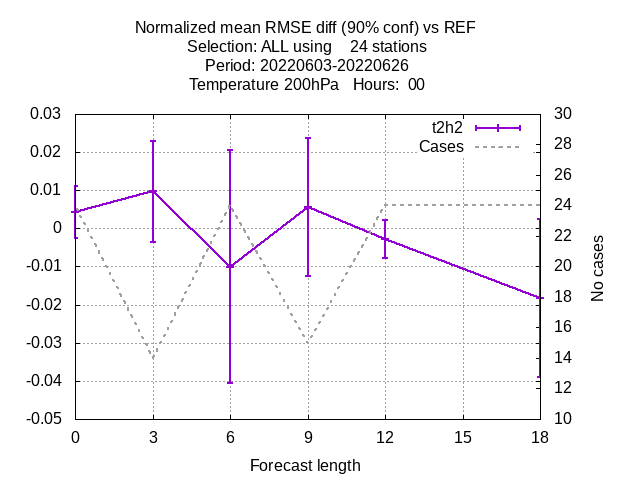 Normalized mean RMSE diff (90% conf) vs REF
Selection: ALL using    24 stations
Period: 20220603-20220626
Temperature 200hPa   Hours:  00
0.03
0.02
0.01
0
-0.01
-0.02
-0.03
-0.04
-0.05
t2h2
Cases
30
28
26
24
22
20
18
16
14
12
10
No cases
0 3 6 9 12 15 18
Forecast length